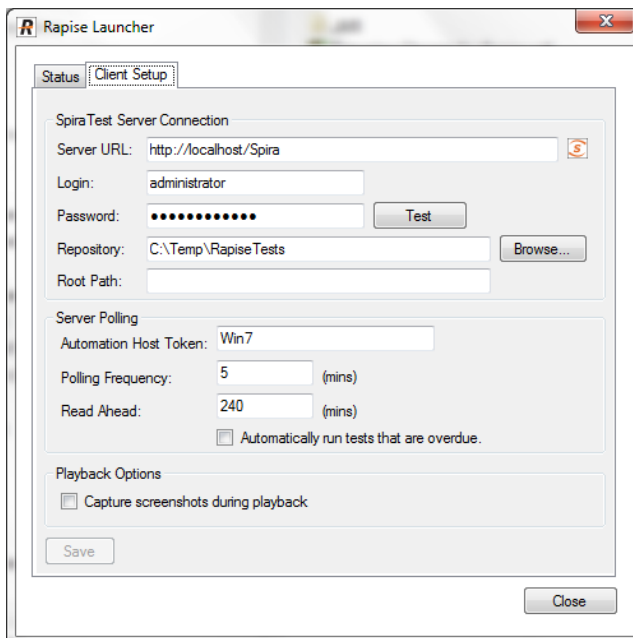 Rapise Launcher
Status Client Setup
SpiraTest Server Connection
Server URL: http://localhost/Spira
Login: administrator
Password: ●●●●●●●●●●●● Test
Repository: C:\Temp\RapiseTests Browse...
Root Path:
Server Polling
Automation Host Token: Win7
Polling Frequency: 5 (mins)
Read Ahead: 240 (mins)
Automatically run tests that are overdue.
Playback Options
Capture screenshots during playback
Save
Close